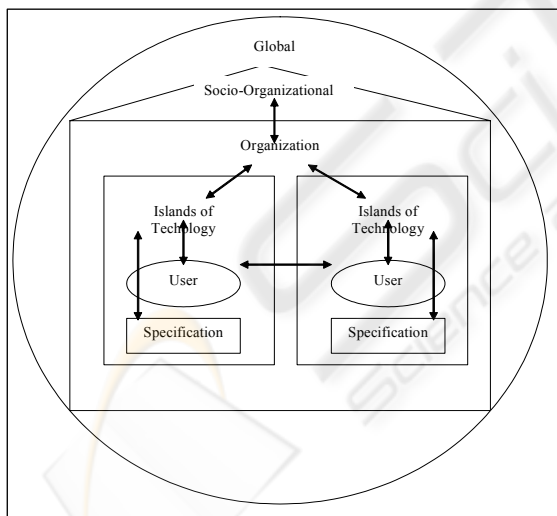 Global
Socio-Organizational
Organization
Islands of
Technology
User
Specification
Islands of
Technology
User
Specification